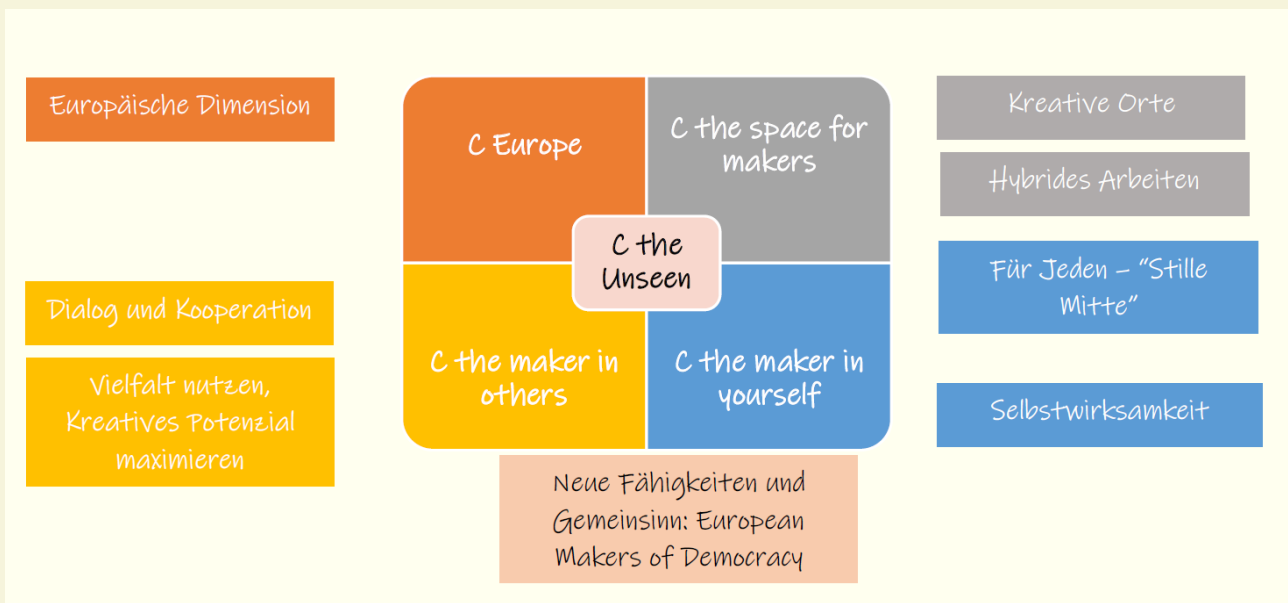 Europäische Dimension
Dialog und Kooperation
Vielfalt nutzen,
Kreatives Potenzial
maximieren
C Europe
C the space for
makers
C the
Unseen
C the maker in
others
C the maker in
yourself
Neue Fähigkeiten und
Gemeinsinn: European
Makers of Democracy
Kreative Orte
Hybrides Arbeiten
Für Jeden – "Stille
Mitte"
Selbstwirksamkeit